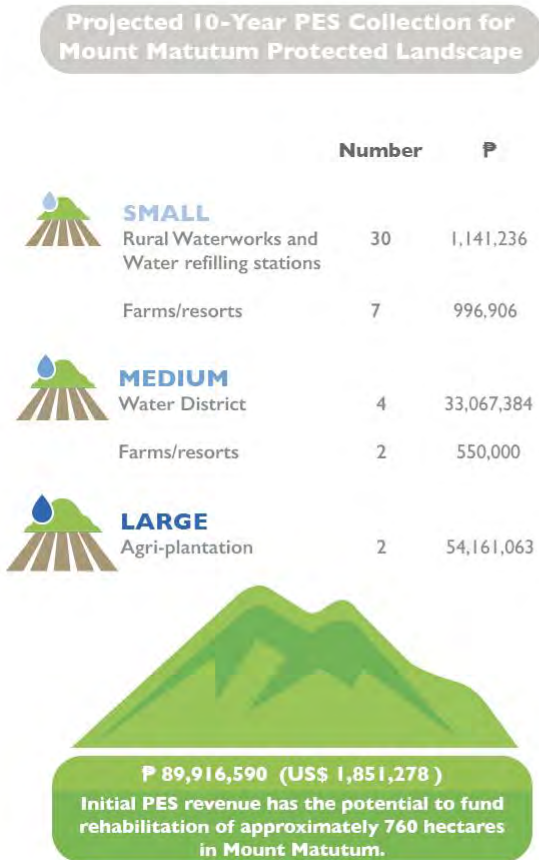 Projected 10-Year PES Collection for
Mount Matutum Protected Landscape
Number ₱
SMALL
Rural Waterworks and 30 1,141,236
Water refilling stations
Farms/resorts 7 996,906
MEDIUM
Water District 4 33,067,384
Farms/resorts 2 550,000
LARGE
Agri-plantation 2 54,161,063
₱ 89,916,590 (US$ 1,851,278 )
Initial PES revenue has the potential to fund
rehabilitation of approximately 760 hectares
in Mount Matutum.